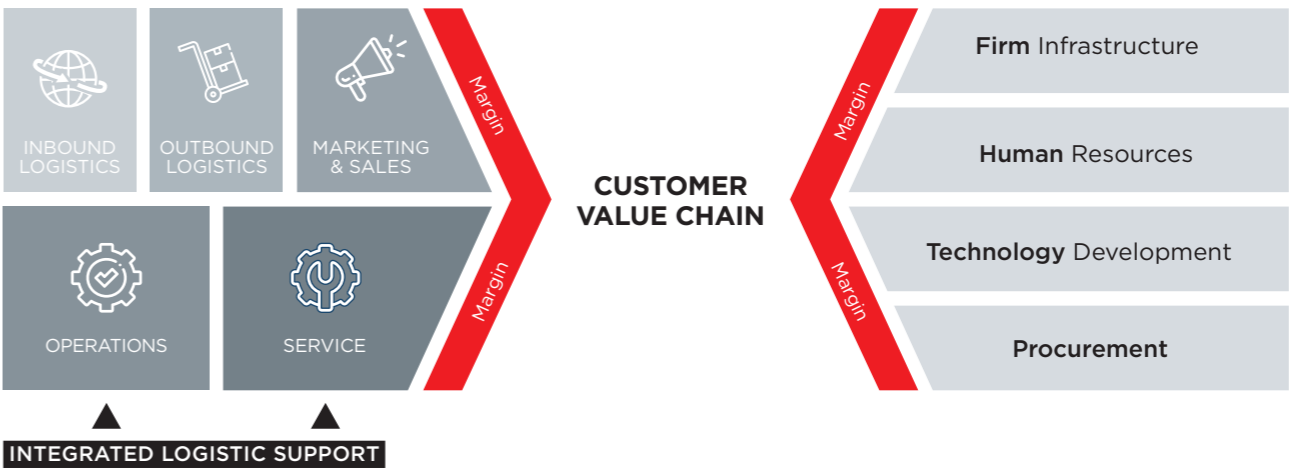 INBOUND
LOGISTICS
OUTBOUND
LOGISTICS
MARKETING
& SALES
OPERATIONS
SERVICE
INTEGRATED LOGISTIC SUPPORT
Margin
Margin
CUSTOMER
VALUE CHAIN
Margin
Margin
Firm Infrastructure
Human Resources
Technology Development
Procurement